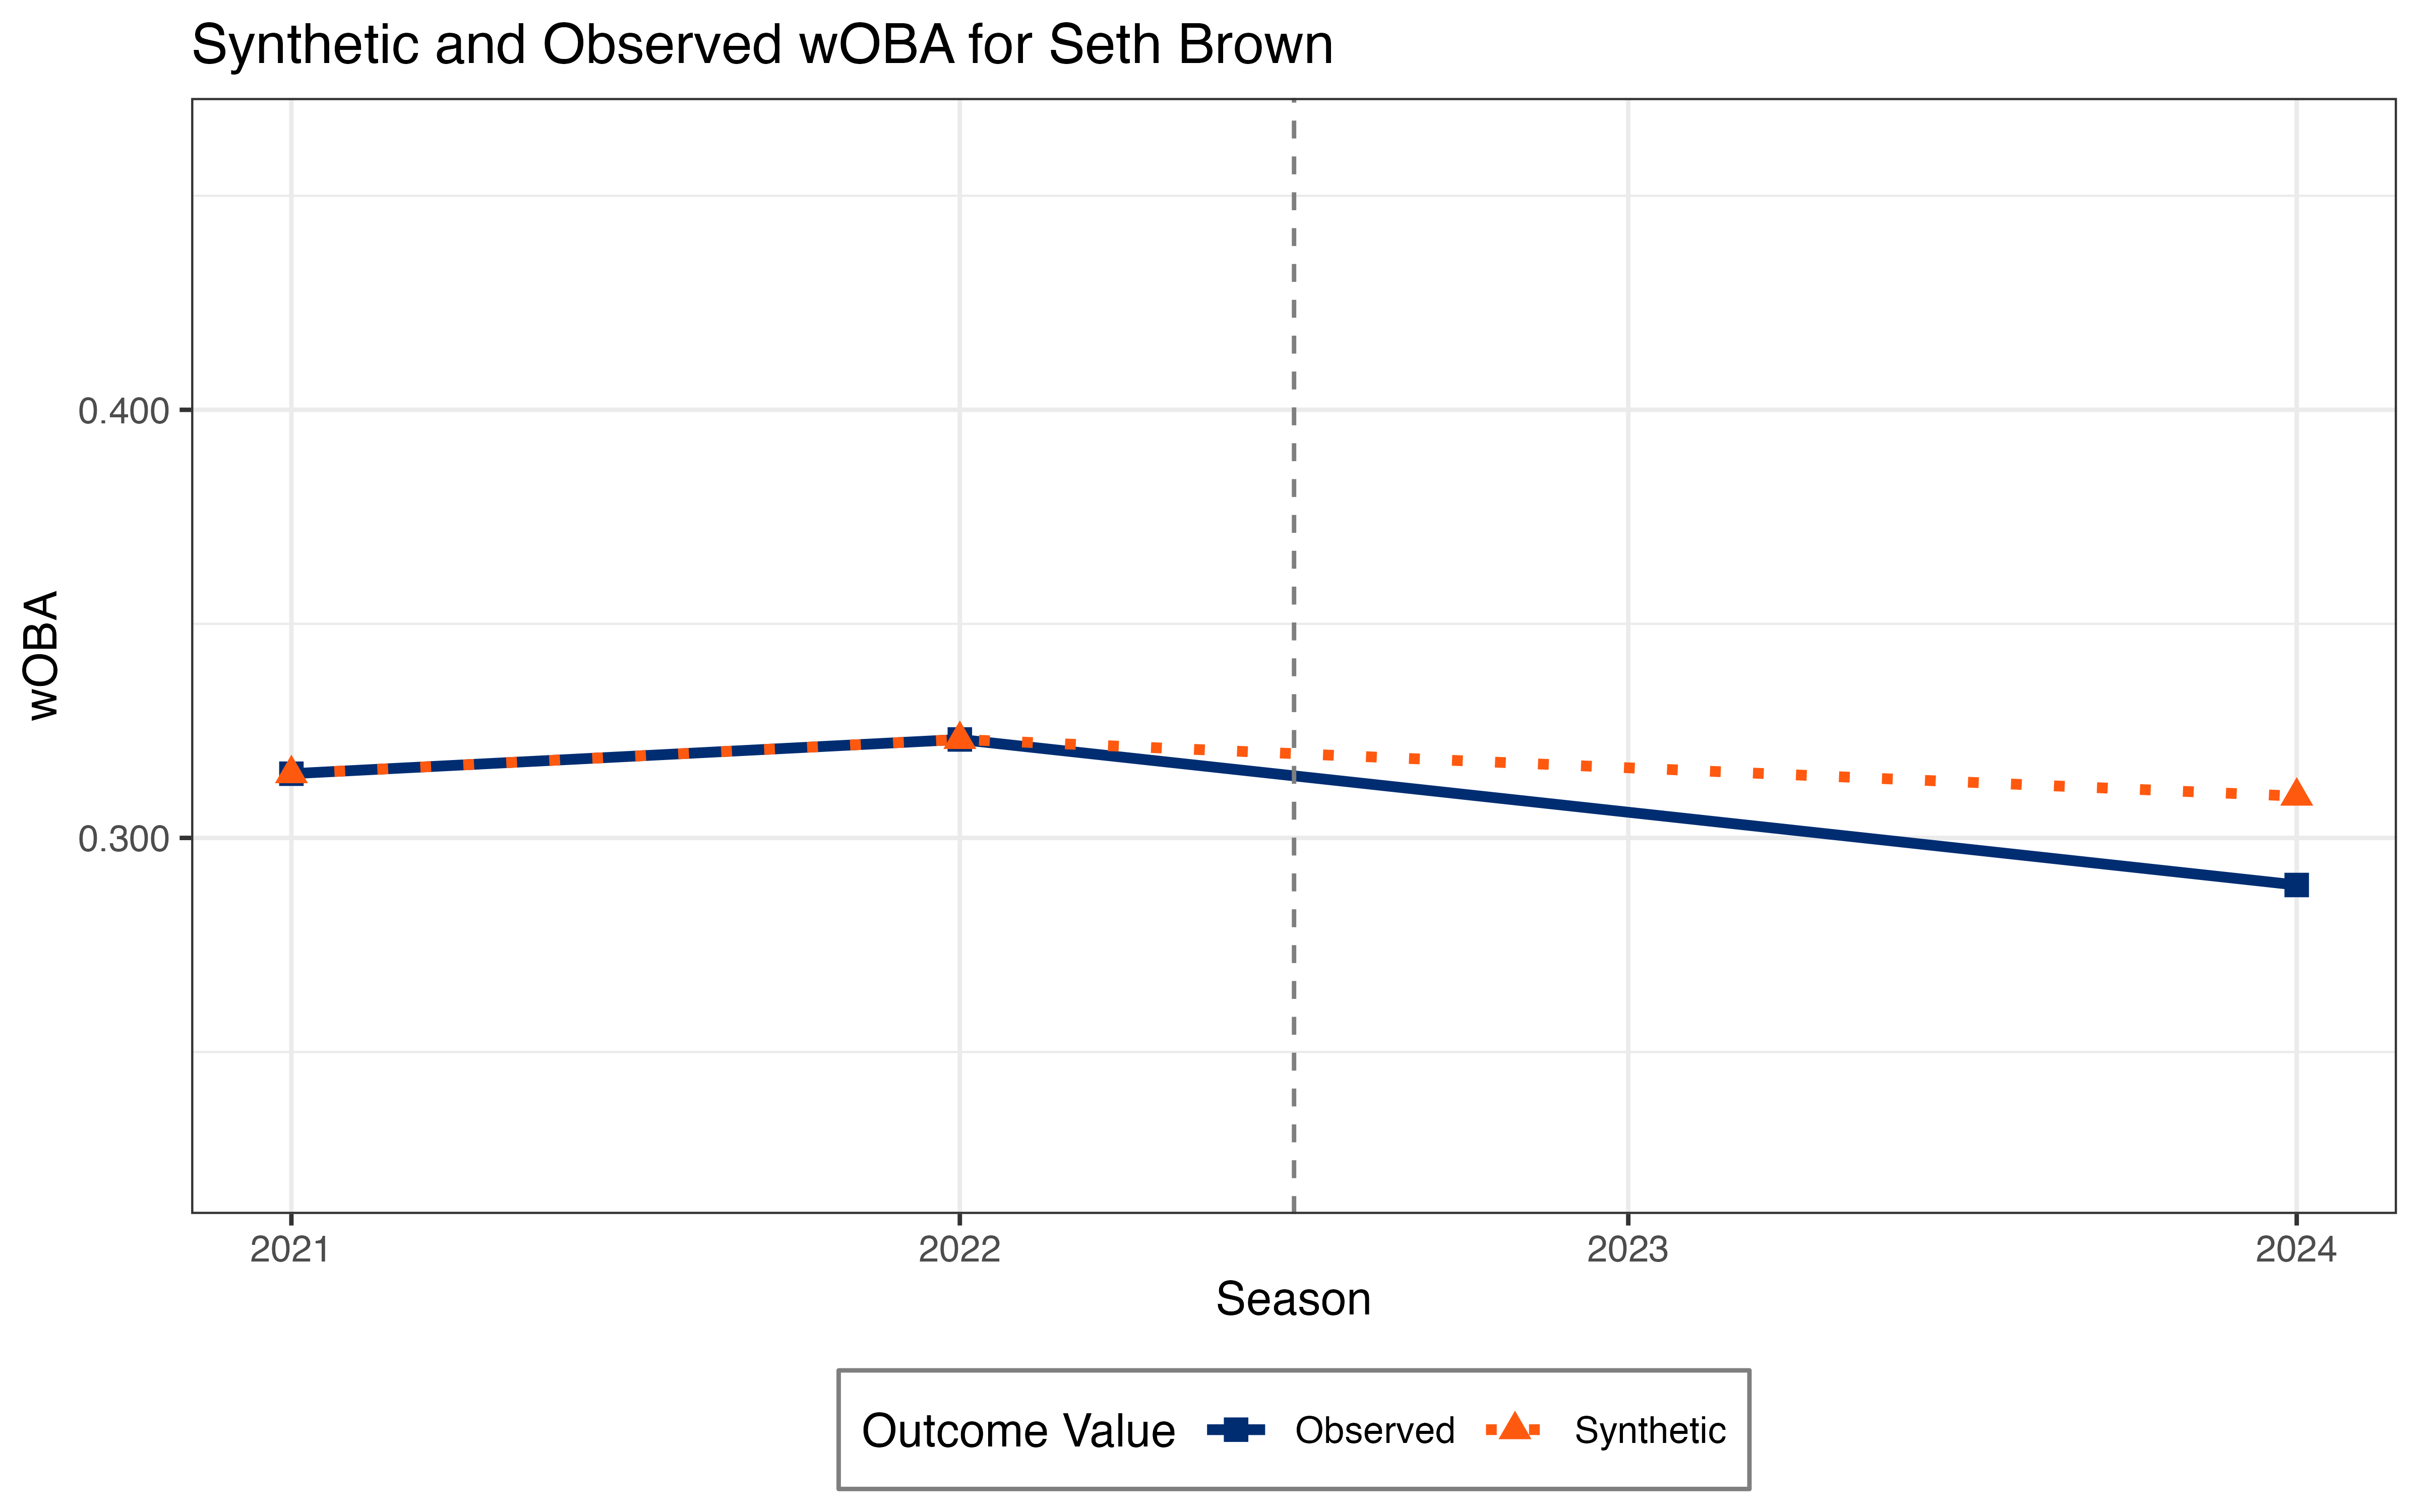 Synthetic and Observed wOBA for Seth Brown
wOBA
0.400
0.300
2021 2022 2023 2024
Season
Outcome Value Observed Synthetic